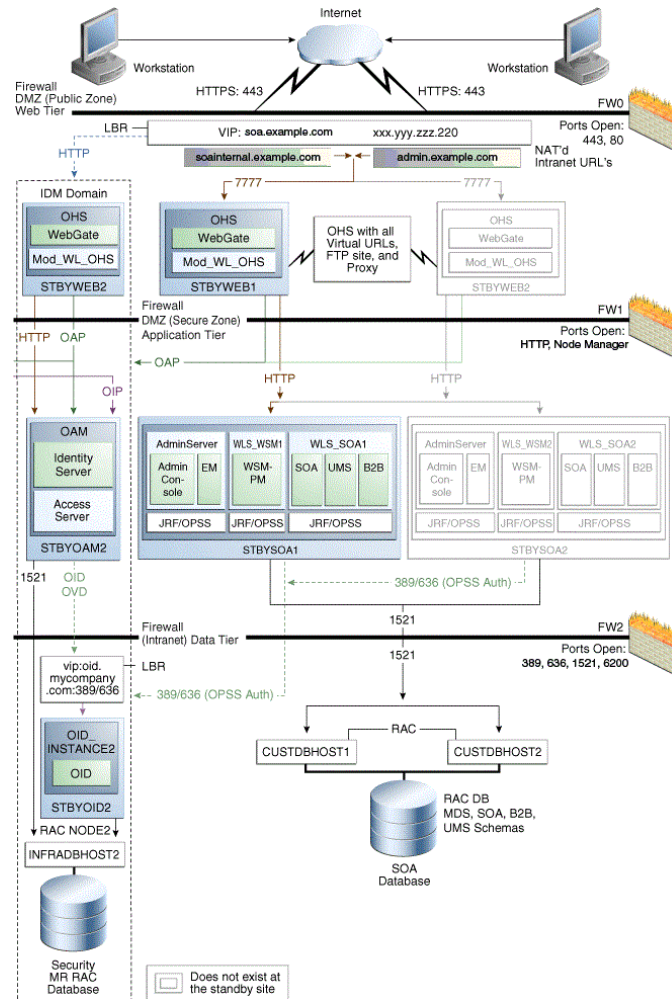 Internet
Workstation
Workstation
HTTPS: 443
HTTPS: 443
Firewall
DMZ (Public Zone)
Web Tier
FW0
Ports Open:
443, 80
LBR
VIP: soa.example.com xxx.yyy.zzz.220
HTTP
soainternal.example.com
admin.example.com
NAT'd
Intranet URL's
7777
7777
IDM Domain
OHS
WebGate
Mod_WL_OHS
STBYWEB2
OHS
WebGate
Mod_WL_OHS
STBYWEB1
OHS with all
Virtual URLs,
FTP site, and
Proxy
OHS
WebGate
Mod_WL_OHS
STBYWEB2
Firewall
DMZ (Secure Zone)
Application Tier
FW1
Ports Open:
HTTP, Node Manager
HTTP
OAP
OAP
OIP
HTTP
HTTP
OAM
Identity
Server
Access
Server
STBYOAM2
AdminServer
Admin
Con-
sole
EM
JRF/OPSS
WLS_WSM1
WSM-
PM
JRF/OPSS
WLS_SOA1
SOA
UMS
B2B
JRF/OPSS
STBYSOA1
AdminServer
Admin
Con-
sole
EM
JRF/OPSS
WLS_WSM2
WSM-
PM
JRF/OPSS
WLS_SOA2
SOA
UMS
B2B
JRF/OPSS
STBYSOA2
1521
OID
OVD
389/636 (OPSS Auth)
1521
Firewall
(Intranet) Data Tier
FW2
Ports Open:
389, 636, 1521, 6200
1521
vip:oid.
mycompany
.com:389/636
LBR
389/636 (OPSS Auth)
OID_
INSTANCE2
OID
STBYOID2
RAC NODE2
INFRADBHOST2
Security
MR RAC
Database
RAC
CUSTDBHOST1
CUSTDBHOST2
RAC DB
MDS, SOA, B2B,
UMS Schemas
SOA
Database
Does not exist at
the standby site